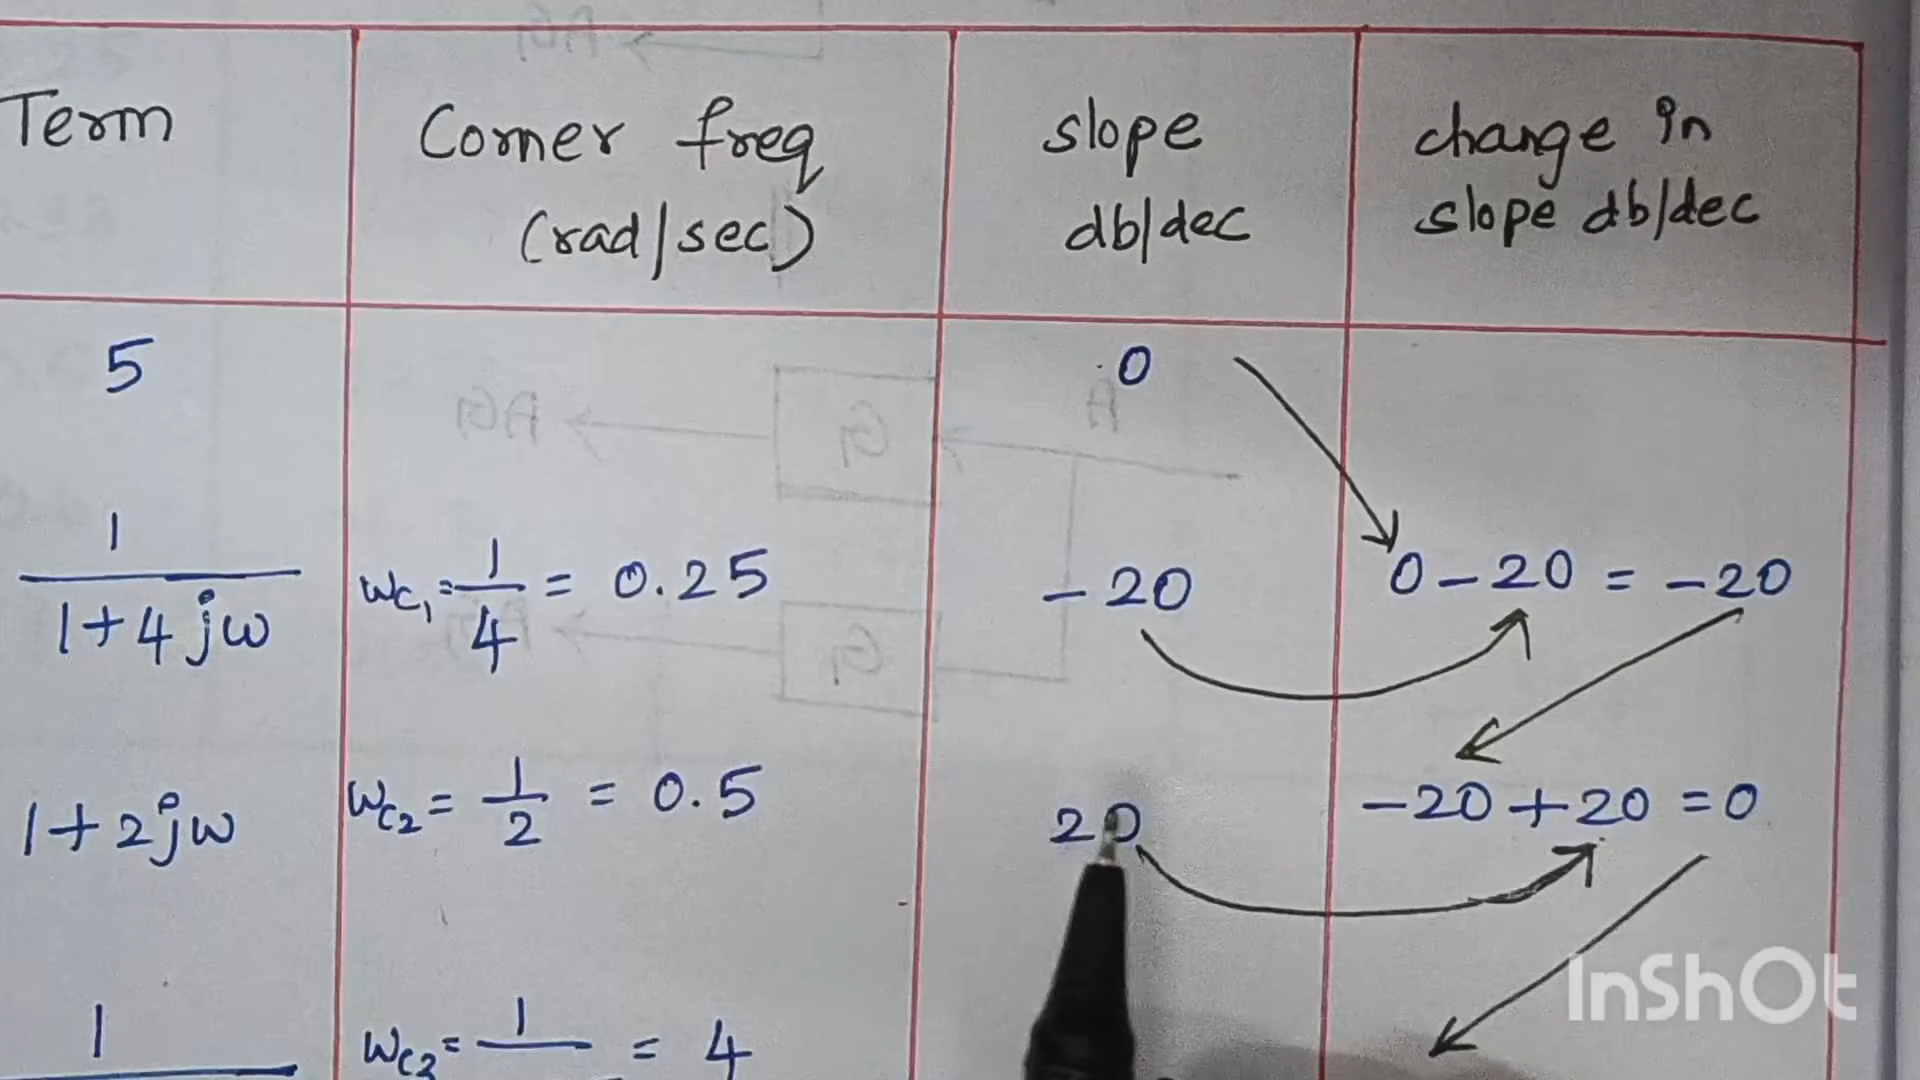 Term Corner freq slope change in
(rad/sec) db/dec slope db/dec
5 0
1/(1+4jω) ωc1 = 1/4 = 0.25 -20 0-20 = -20
1+2jω ωc2 = 1/2 = 0.5 20 -20+20 = 0
1 ωc3 = 1 = 4
InShOt